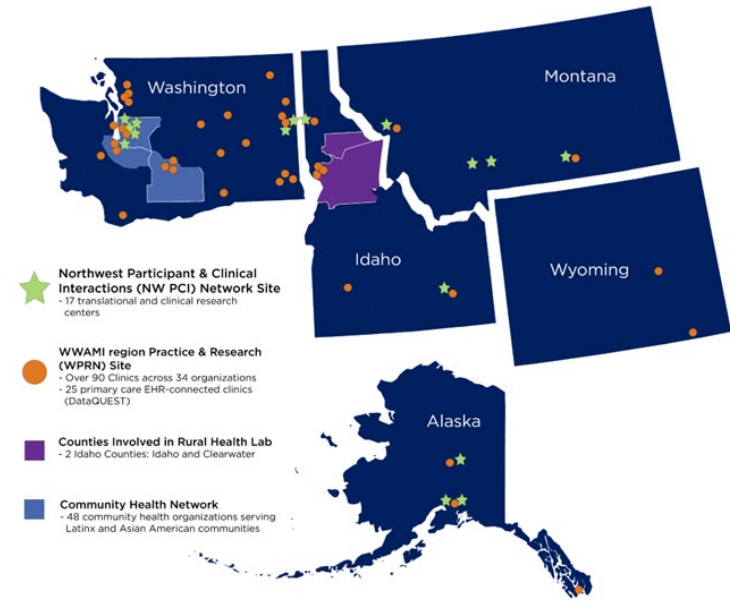 Washington
Montana
Idaho
Wyoming
Northwest Participant & Clinical
Interactions (NW PCI) Network Site
- 17 translational and clinical research
centers
WWAMI region Practice & Research
(WPRN) Site
- Over 90 Clinics across 34 organizations
- 25 primary care EHR-connected clinics
(DataQUEST)
Alaska
Counties Involved in Rural Health Lab
- 2 Idaho Counties: Idaho and Clearwater
Community Health Network
- 48 community health organizations serving
Latinx and Asian American communities